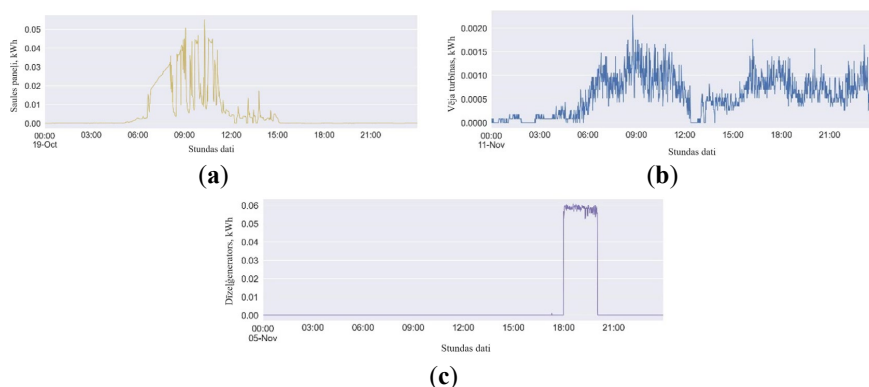 (a)
Saules paneļi, kWh
0.05
0.04
0.03
0.02
0.01
0.00
00:00 03:00 06:00 09:00 12:00 15:00 18:00 21:00
19-Oct
Stundas dati
(b)
Vēja turbīnas, kWh
0.0020
0.0015
0.0010
0.0005
0.0000
00:00 03:00 06:00 09:00 12:00 15:00 18:00 21:00
11-Nov
Stundas dati
Dīzeļģenerators, kWh
0.06
0.05
0.04
0.03
0.02
0.01
0.00
00:00 03:00 06:00 09:00 12:00 15:00 18:00 21:00
05-Nov
Stundas dati
(c)